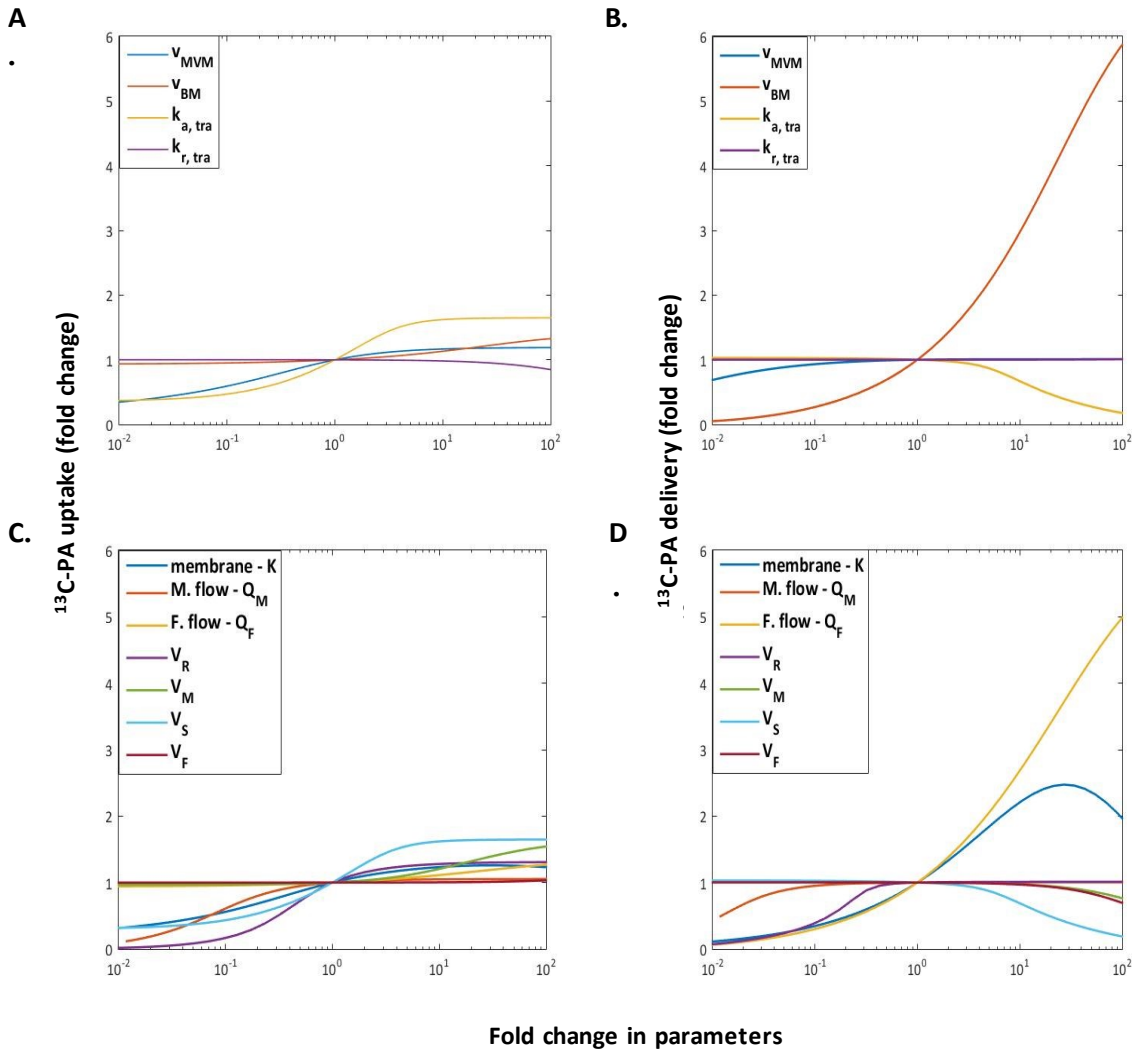 A
.
B.
6
5
4
3
2
1
0
v_MVM
v_BM
k_a, tra
k_r, tra
10^-2
10^-1
10^0
10^1
10^2
6
5
4
3
2
1
0
v_MVM
v_BM
k_a, tra
k_r, tra
10^-2
10^-1
10^0
10^1
10^2
^13C-PA uptake (fold change)
^13C-PA delivery (fold change)
C.
D
.
6
5
4
3
2
1
0
membrane - K
M. flow - Q_M
F. flow - Q_F
V_R
V_M
V_S
V_F
10^-2
10^-1
10^0
10^1
10^2
6
5
4
3
2
1
0
membrane - K
M. flow - Q_M
F. flow - Q_F
V_R
V_M
V_S
V_F
10^-2
10^-1
10^0
10^1
10^2
Fold change in parameters